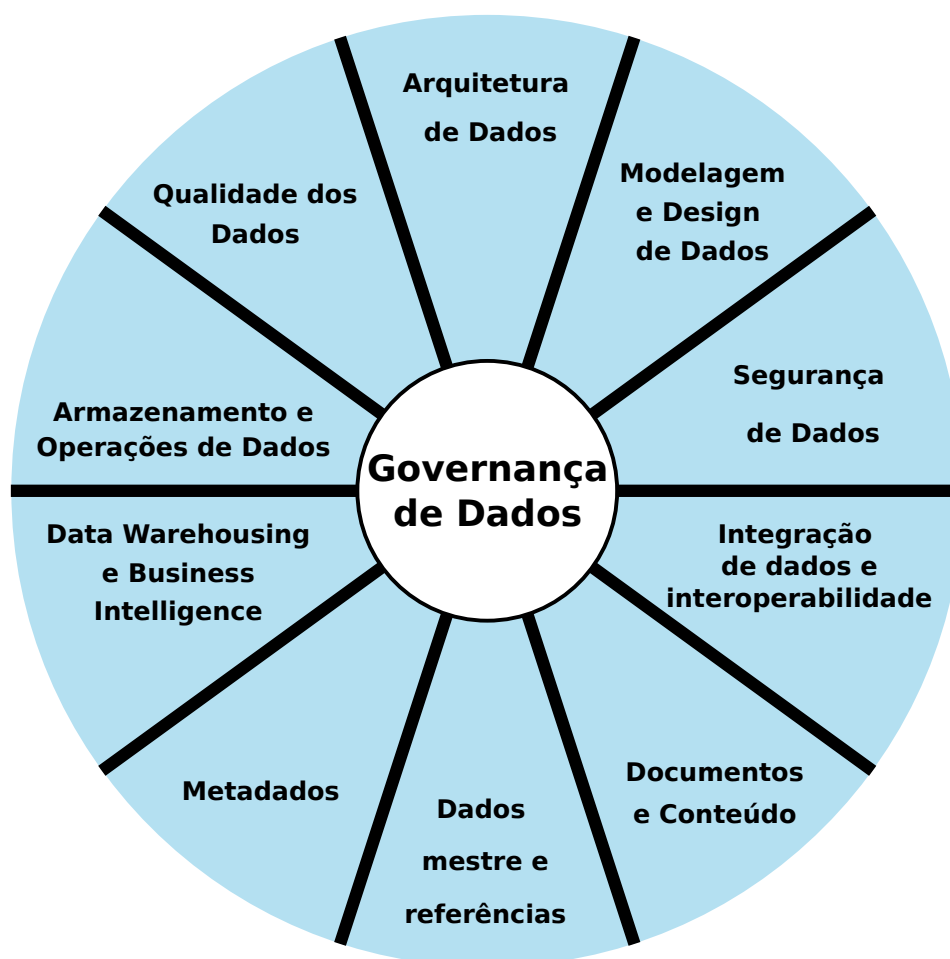 Arquitetura
de Dados
Modelagem
e Design
de Dados
Segurança
de Dados
Integração
de dados e
interoperabilidade
Documentos
e Conteúdo
Dados
mestre e
referências
Metadados
Data Warehousing
e Business
Intelligence
Armazenamento e
Operações de Dados
Qualidade dos
Dados
Governança
de Dados